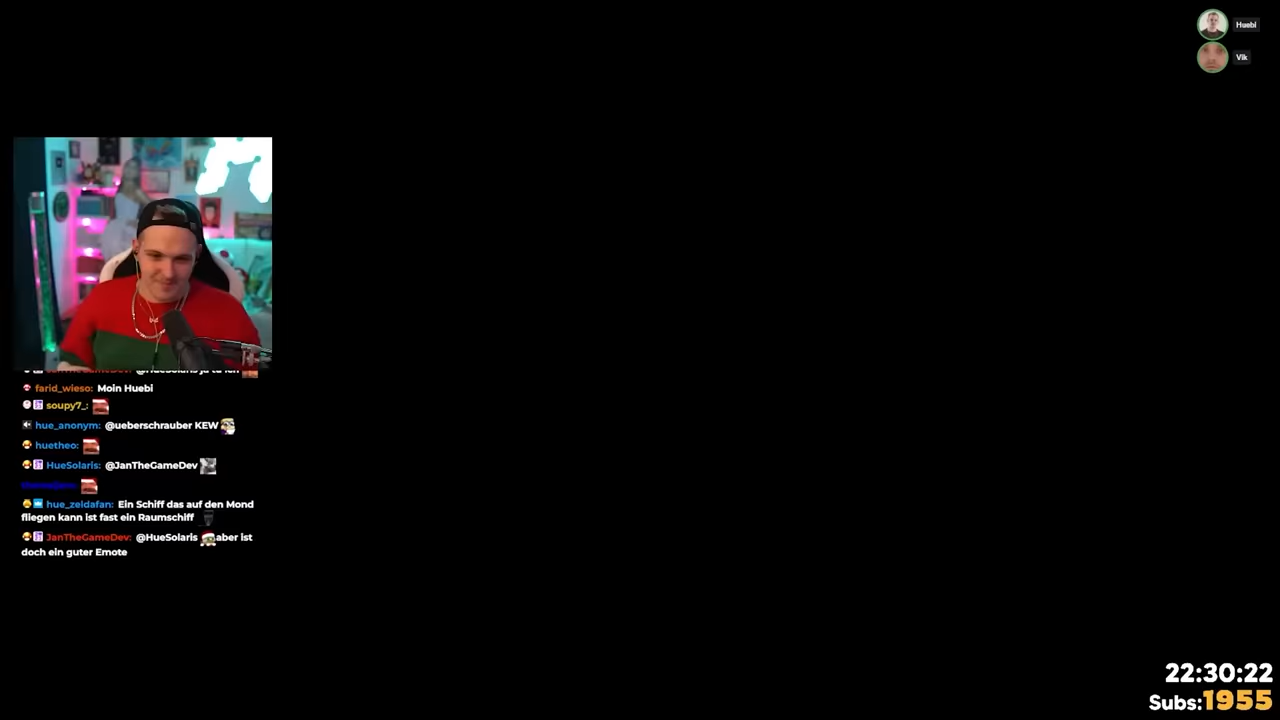 Huebi
Vik
farid_wieso: Moin Huebi
soupy7_:
hue_anonym: @ueberschrauber KEW
huetheo:
HueSolaris: @JanTheGameDev
hue_zeldafan: Ein Schiff das auf den Mond
fliegen kann ist fast ein Raumschiff
JanTheGameDev: @HueSolaris aber ist
doch ein guter Emote
22:30:22
Subs:1955